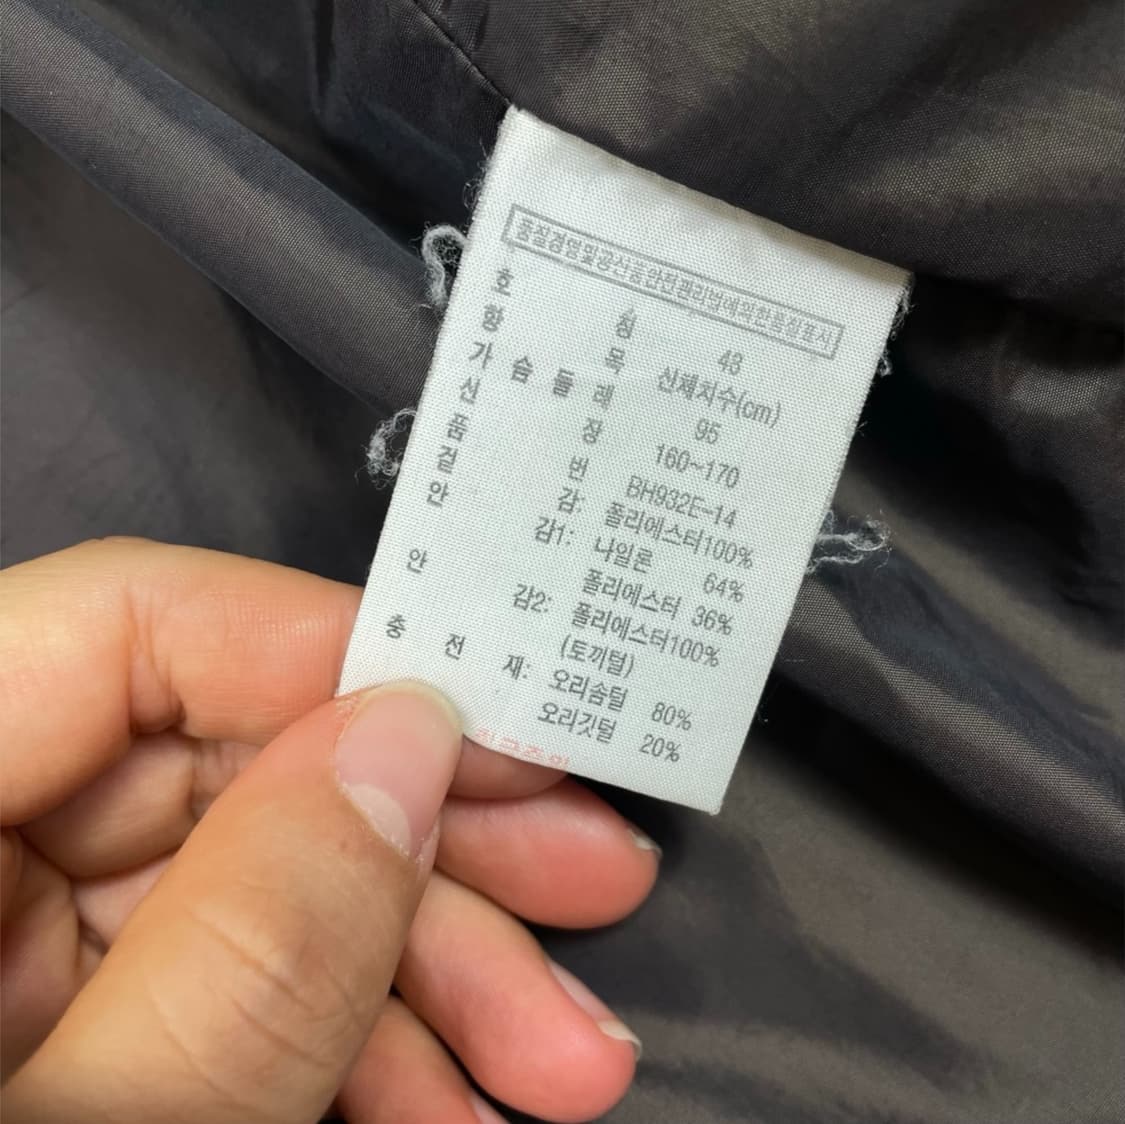 품질경영및공산품안전관리법에의한품질표시
호칭 48
항목 신체치수(cm)
가슴둘레 95
신장 160~170
품번 BH932E-14
겉감: 폴리에스터100%
안감1: 나일론 64%
폴리에스터 36%
안감2: 폴리에스터100%
(토끼털)
충전재: 오리솜털 80%
오리깃털 20%